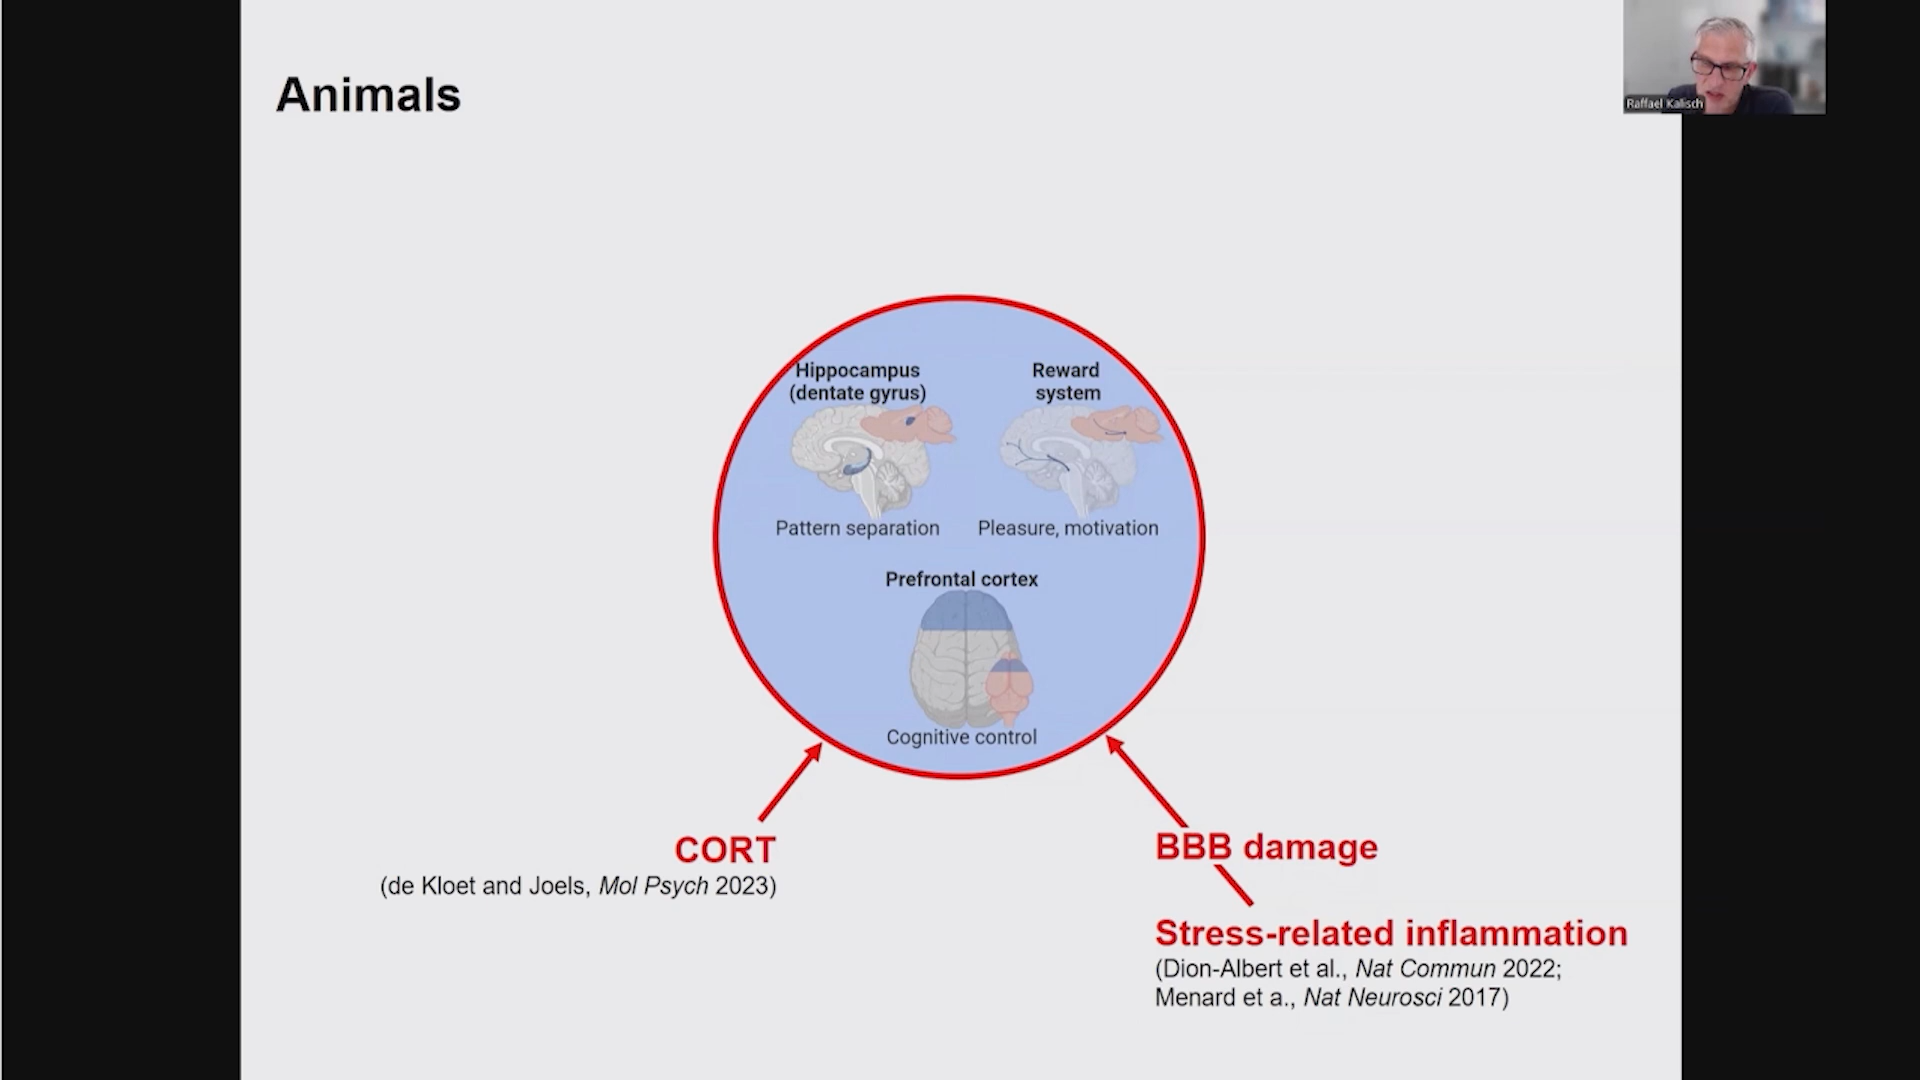 Animals
Raffael Kalisch
Hippocampus
(dentate gyrus)
Reward
system
Pattern separation
Pleasure, motivation
Prefrontal cortex
Cognitive control
CORT
(de Kloet and Joels, Mol Psych 2023)
BBB damage
Stress-related inflammation
(Dion-Albert et al., Nat Commun 2022;
Menard et a., Nat Neurosci 2017)